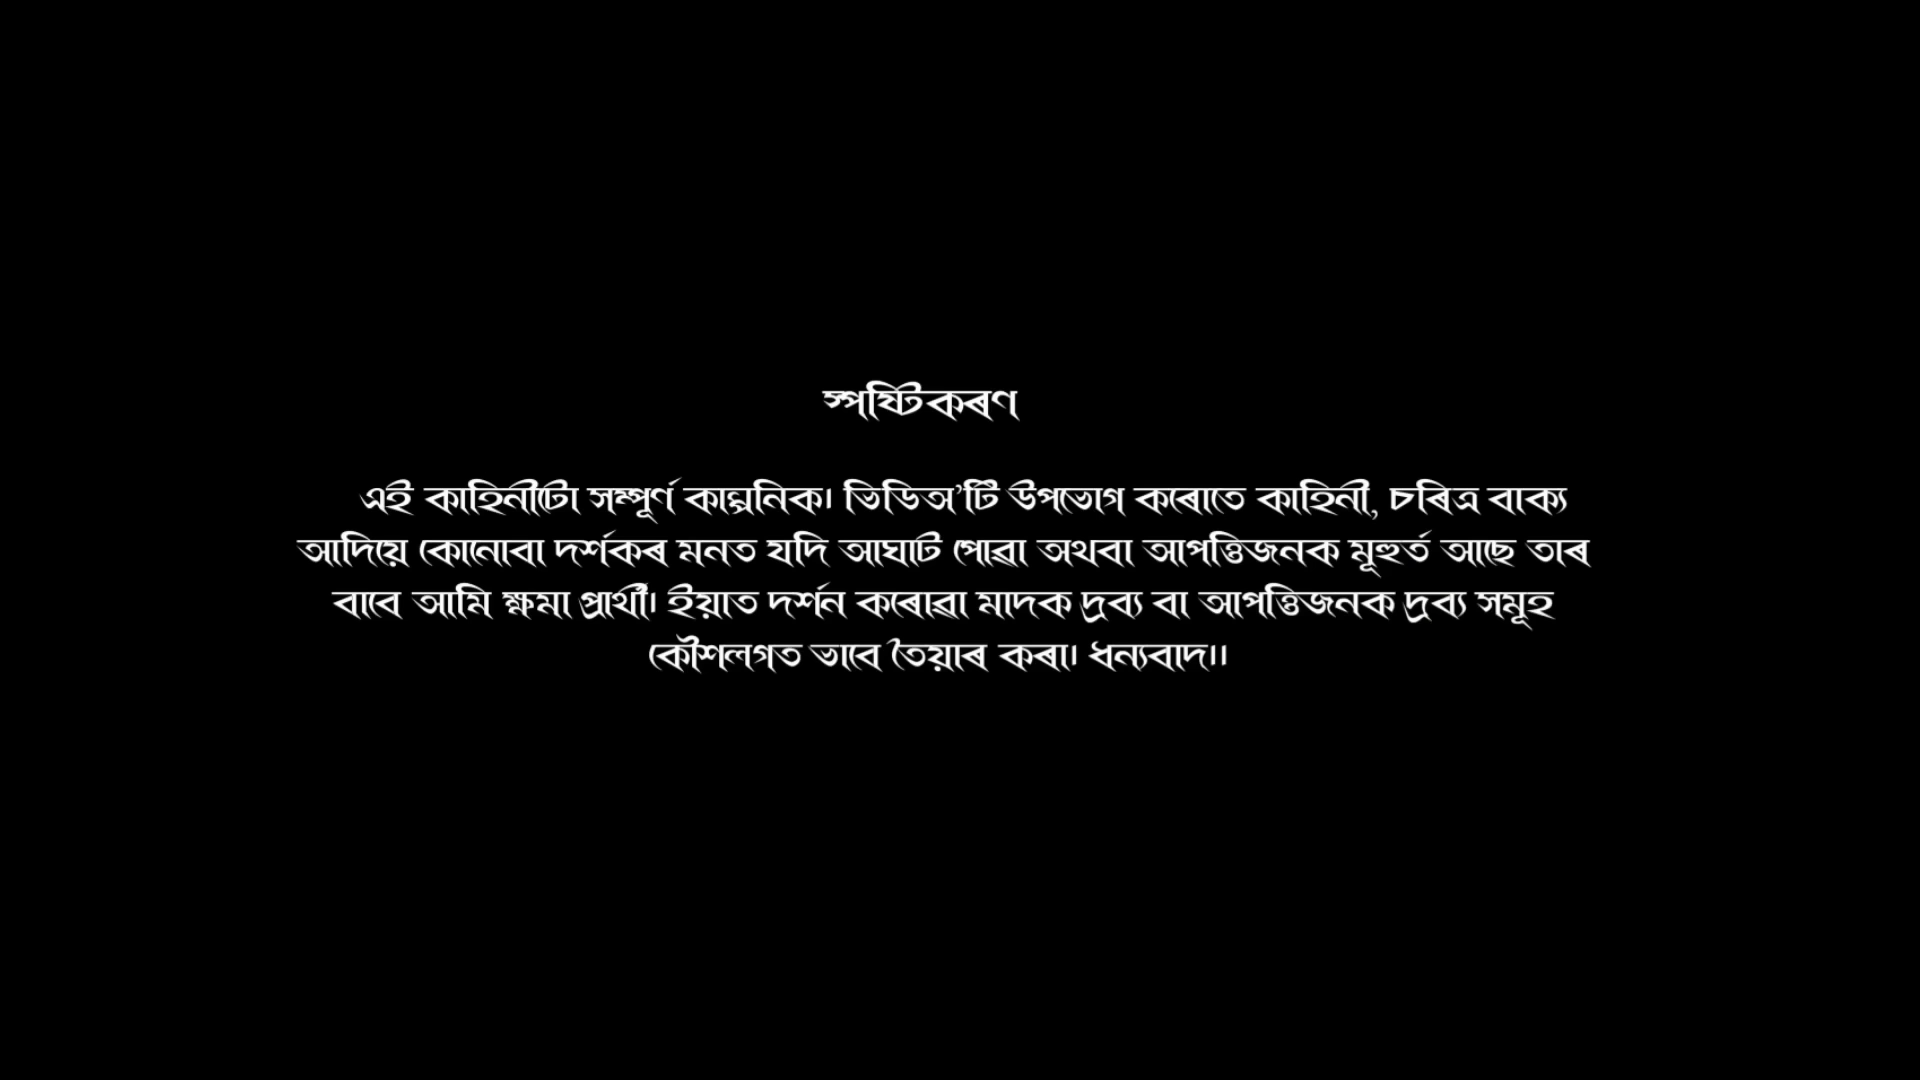 স্পষ্টিকৰণ
এই কাহিনীটো সম্পূৰ্ণ কাল্পনিক। ভিডিঅ’টি উপভোগ কৰোতে কাহিনী, চৰিত্ৰ বাক্য
আদিয়ে কোনোবা দৰ্শকৰ মনত যদি আঘাট পোৱা অথবা আপত্তিজনক মূহুৰ্ত আছে তাৰ
বাবে আমি ক্ষমা প্ৰাৰ্থী। ইয়াত দৰ্শন কৰোৱা মাদক দ্ৰব্য বা আপত্তিজনক দ্ৰব্য সমূহ
কৌশলগত ভাবে তৈয়াৰ কৰা। ধন্যবাদ।।